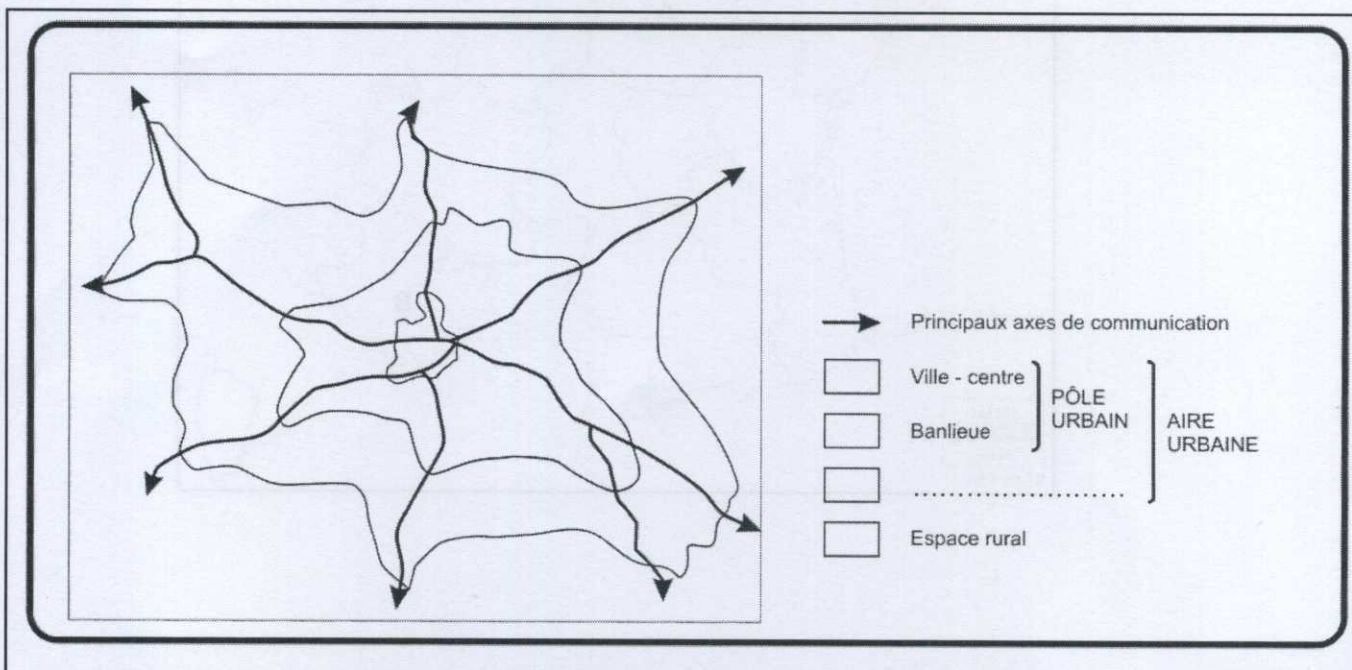 Principaux axes de communication
Ville - centre
PÔLE
URBAIN
Banlieue
AIRE
URBAINE
........................
Espace rural